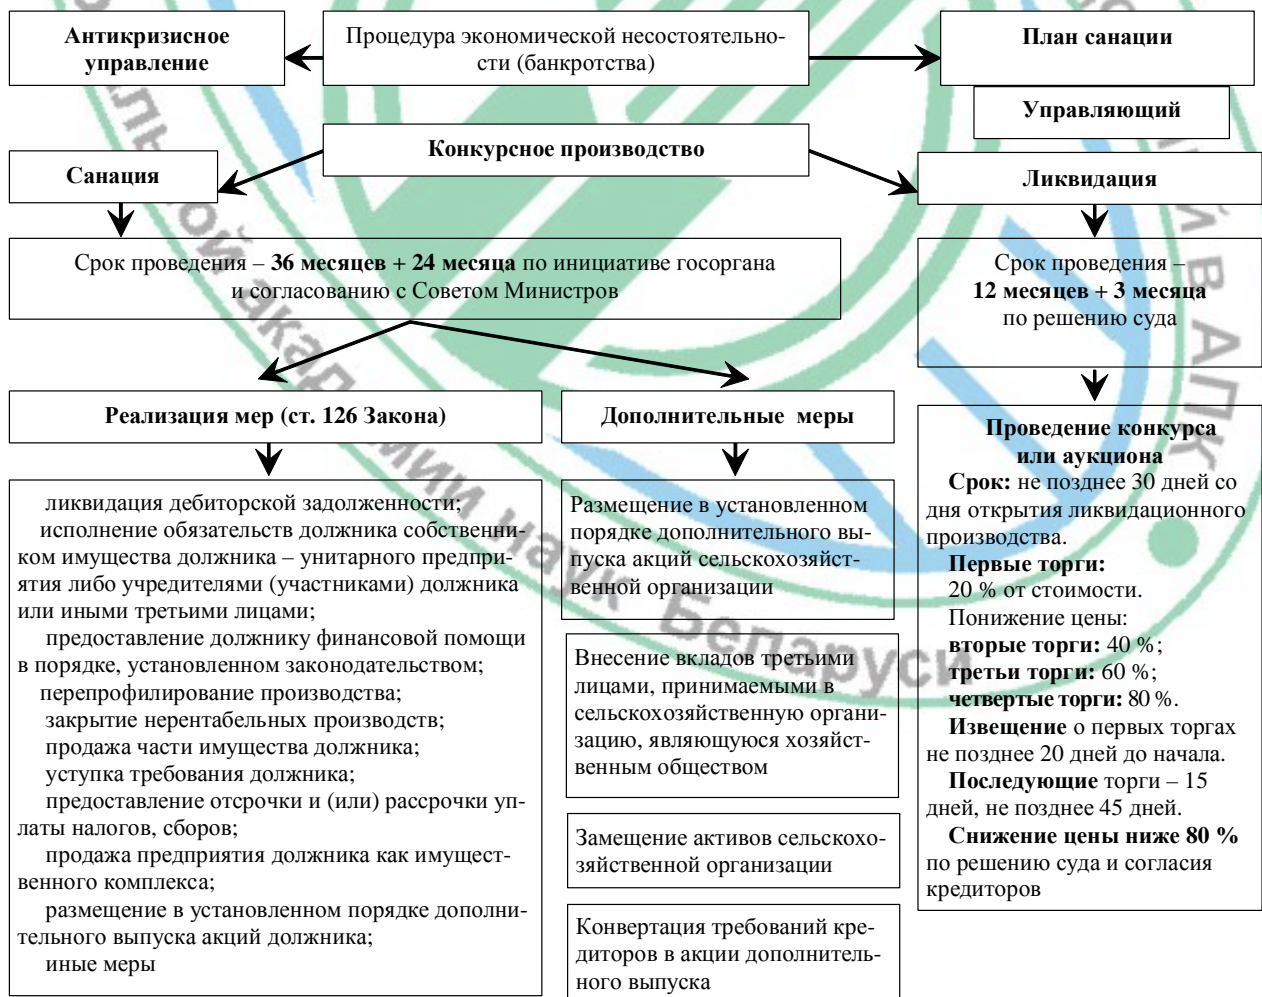 Антикризисное
управление
Процедура экономической несостоятельно-
сти (банкротства)
План санации
Управляющий
Конкурсное производство
Санация
Ликвидация
Срок проведения – 36 месяцев + 24 месяца по инициативе госоргана
и согласованию с Советом Министров
Срок проведения –
12 месяцев + 3 месяца
по решению суда
Реализация мер (ст. 126 Закона)
Дополнительные меры
ликвидация дебиторской задолженности;
исполнение обязательств должника собственни-
ком имущества должника – унитарного предпри-
ятия либо учредителями (участниками) должника
или иными третьими лицами;
предоставление должнику финансовой помощи
в порядке, установленном законодательством;
перепрофилирование производства;
закрытие нерентабельных производств;
продажа части имущества должника;
уступка требования должника;
предоставление отсрочки и (или) рассрочки уп-
латы налогов, сборов;
продажа предприятия должника как имущест-
венного комплекса;
размещение в установленном порядке дополни-
тельного выпуска акций должника;
иные меры
Размещение в установленном
порядке дополнительного вы-
пуска акций сельскохозяйст-
венной организации
Внесение вкладов третьими
лицами, принимаемыми в
сельскохозяйственную органи-
зацию, являющуюся хозяйст-
венным обществом
Замещение активов сельскохо-
зяйственной организации
Конвертация требований кре-
диторов в акции дополнитель-
ного выпуска
Проведение конкурса
или аукциона
Срок: не позднее 30 дней со
дня открытия ликвидационного
производства.
Первые торги:
20 % от стоимости.
Понижение цены:
вторые торги: 40 %;
третьи торги: 60 %;
четвертые торги: 80 %.
Извещение о первых торгах
не позднее 20 дней до начала.
Последующие торги – 15
дней, не позднее 45 дней.
Снижение цены ниже 80 %
по решению суда и согласия
кредиторов
академии наук Беларуси
в АПК